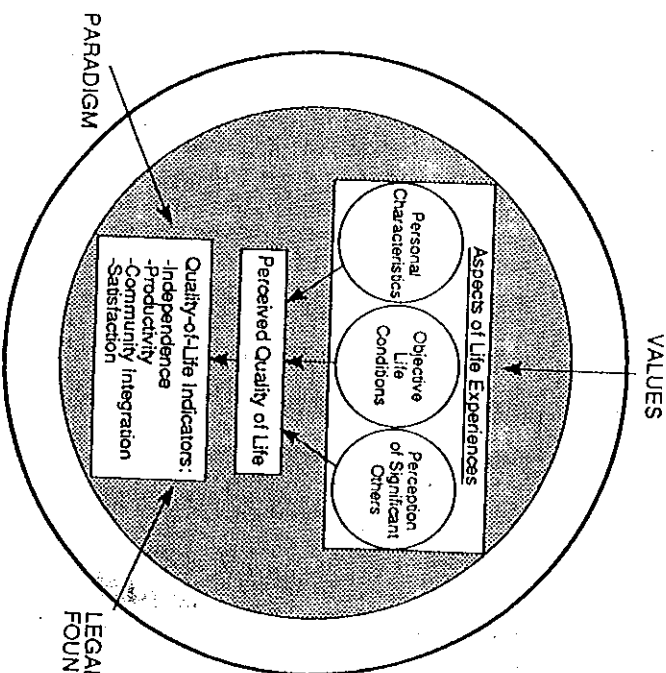 VALUES
Aspects of Life Experiences
Personal
Characteristics
Objective
Life
Conditions
Perception
of Significant
Others
Perceived Quality of Life
Quality-of-Life Indicators:
-Independence
-Productivity
-Community Integration
-Satisfaction
PARADIGM
LEGAL
FOUN